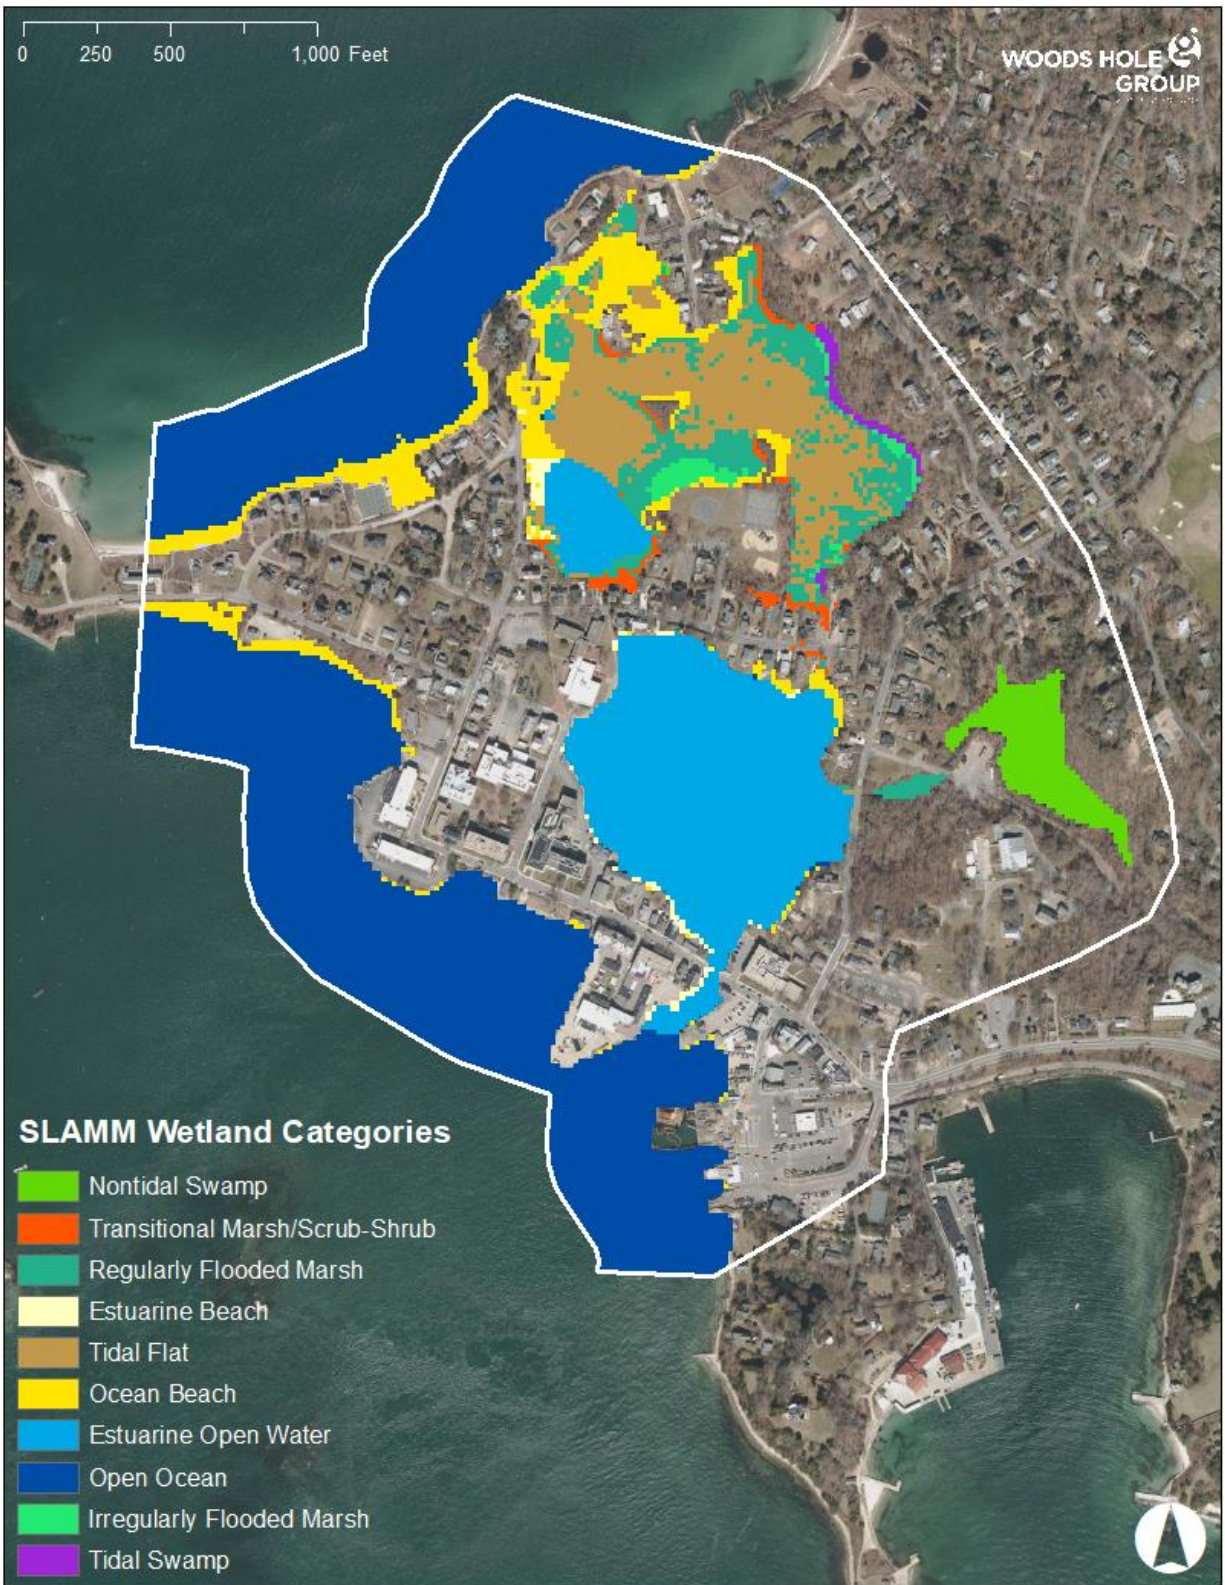 0 250 500 1,000 Feet
WOODS HOLE
GROUP
SLAMM Wetland Categories
Nontidal Swamp
Transitional Marsh/Scrub-Shrub
Regularly Flooded Marsh
Estuarine Beach
Tidal Flat
Ocean Beach
Estuarine Open Water
Open Ocean
Irregularly Flooded Marsh
Tidal Swamp